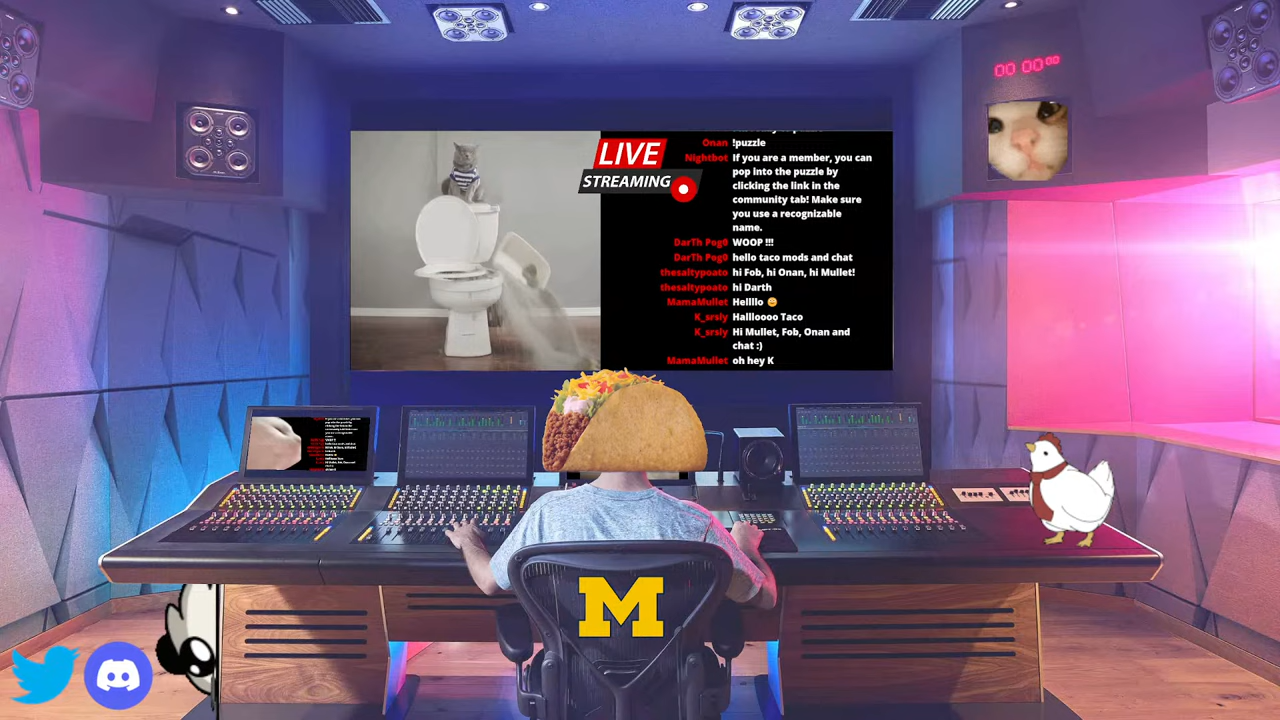 00 00 00
LIVE
STREAMING
Onan !puzzle
Nightbot If you are a member, you can
pop into the puzzle by
clicking the link in the
community tab! Make sure
you use a recognizable
name.
DarTh Pog0 WOOP !!!
DarTh Pog0 hello taco mods and chat
thesaltypoato hi Fob, hi Onan, hi Mullet!
thesaltypoato hi Darth
MamaMullet Hellllo 😄
K_srsly Hallloooo Taco
K_srsly Hi Mullet, Fob, Onan and
chat :)
MamaMullet oh hey K
M